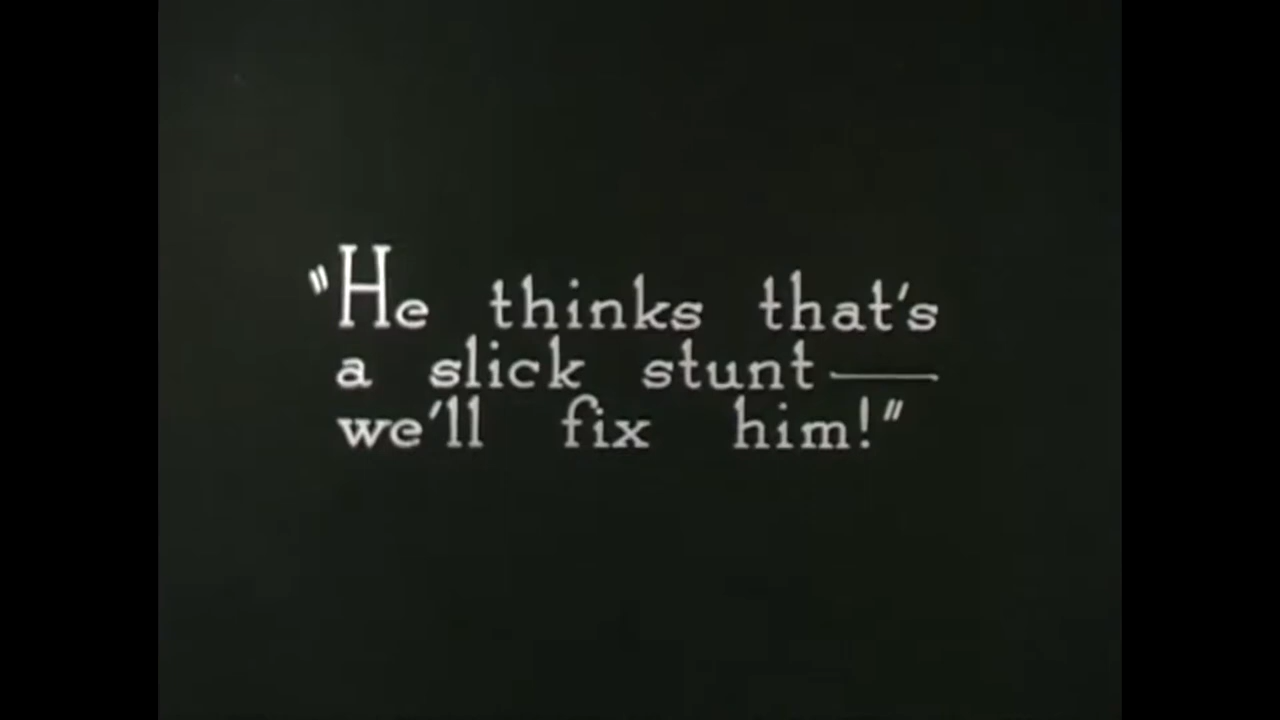 "He thinks that's
a slick stunt—
we'll fix him!"